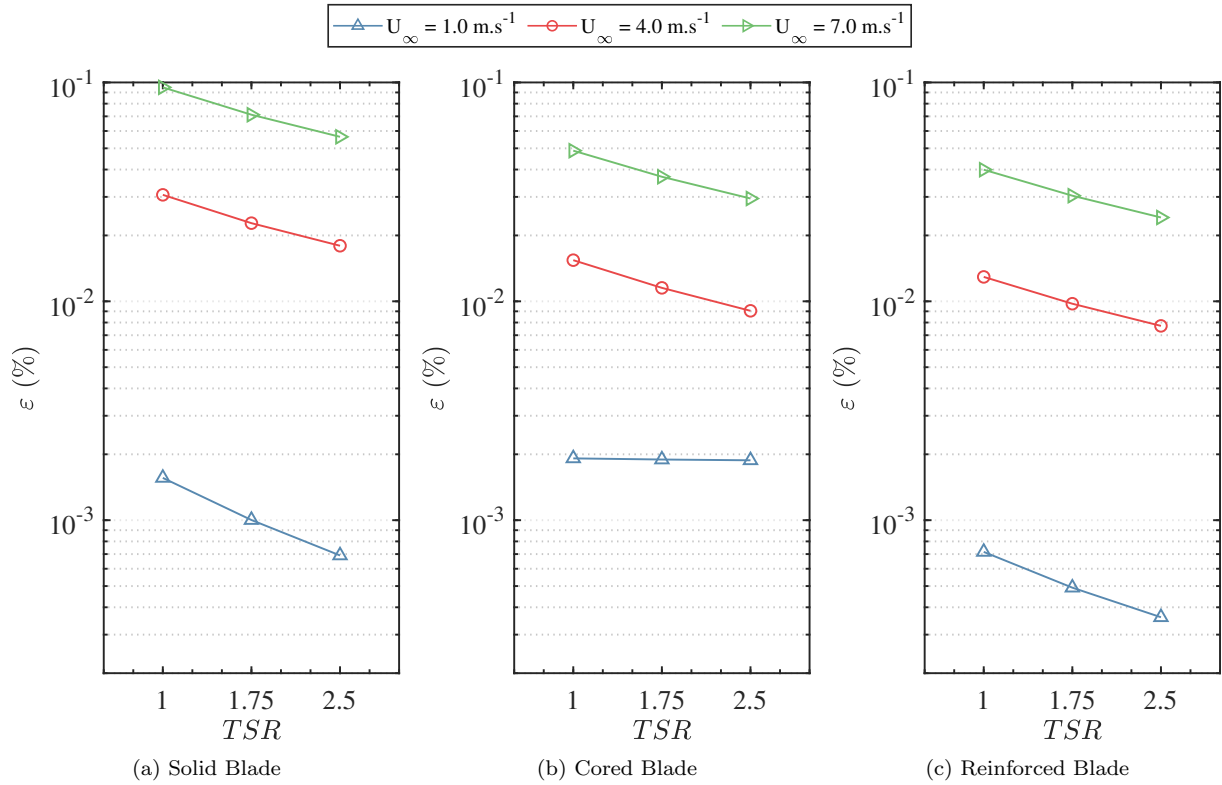 U∞ = 1.0 m.s⁻¹ U∞ = 4.0 m.s⁻¹ U∞ = 7.0 m.s⁻¹
10⁻¹
10⁻²
10⁻³
ε (%)
1 1.75 2.5
TSR
(a) Solid Blade
10⁻¹
10⁻²
10⁻³
ε (%)
1 1.75 2.5
TSR
(b) Cored Blade
10⁻¹
10⁻²
10⁻³
ε (%)
1 1.75 2.5
TSR
(c) Reinforced Blade